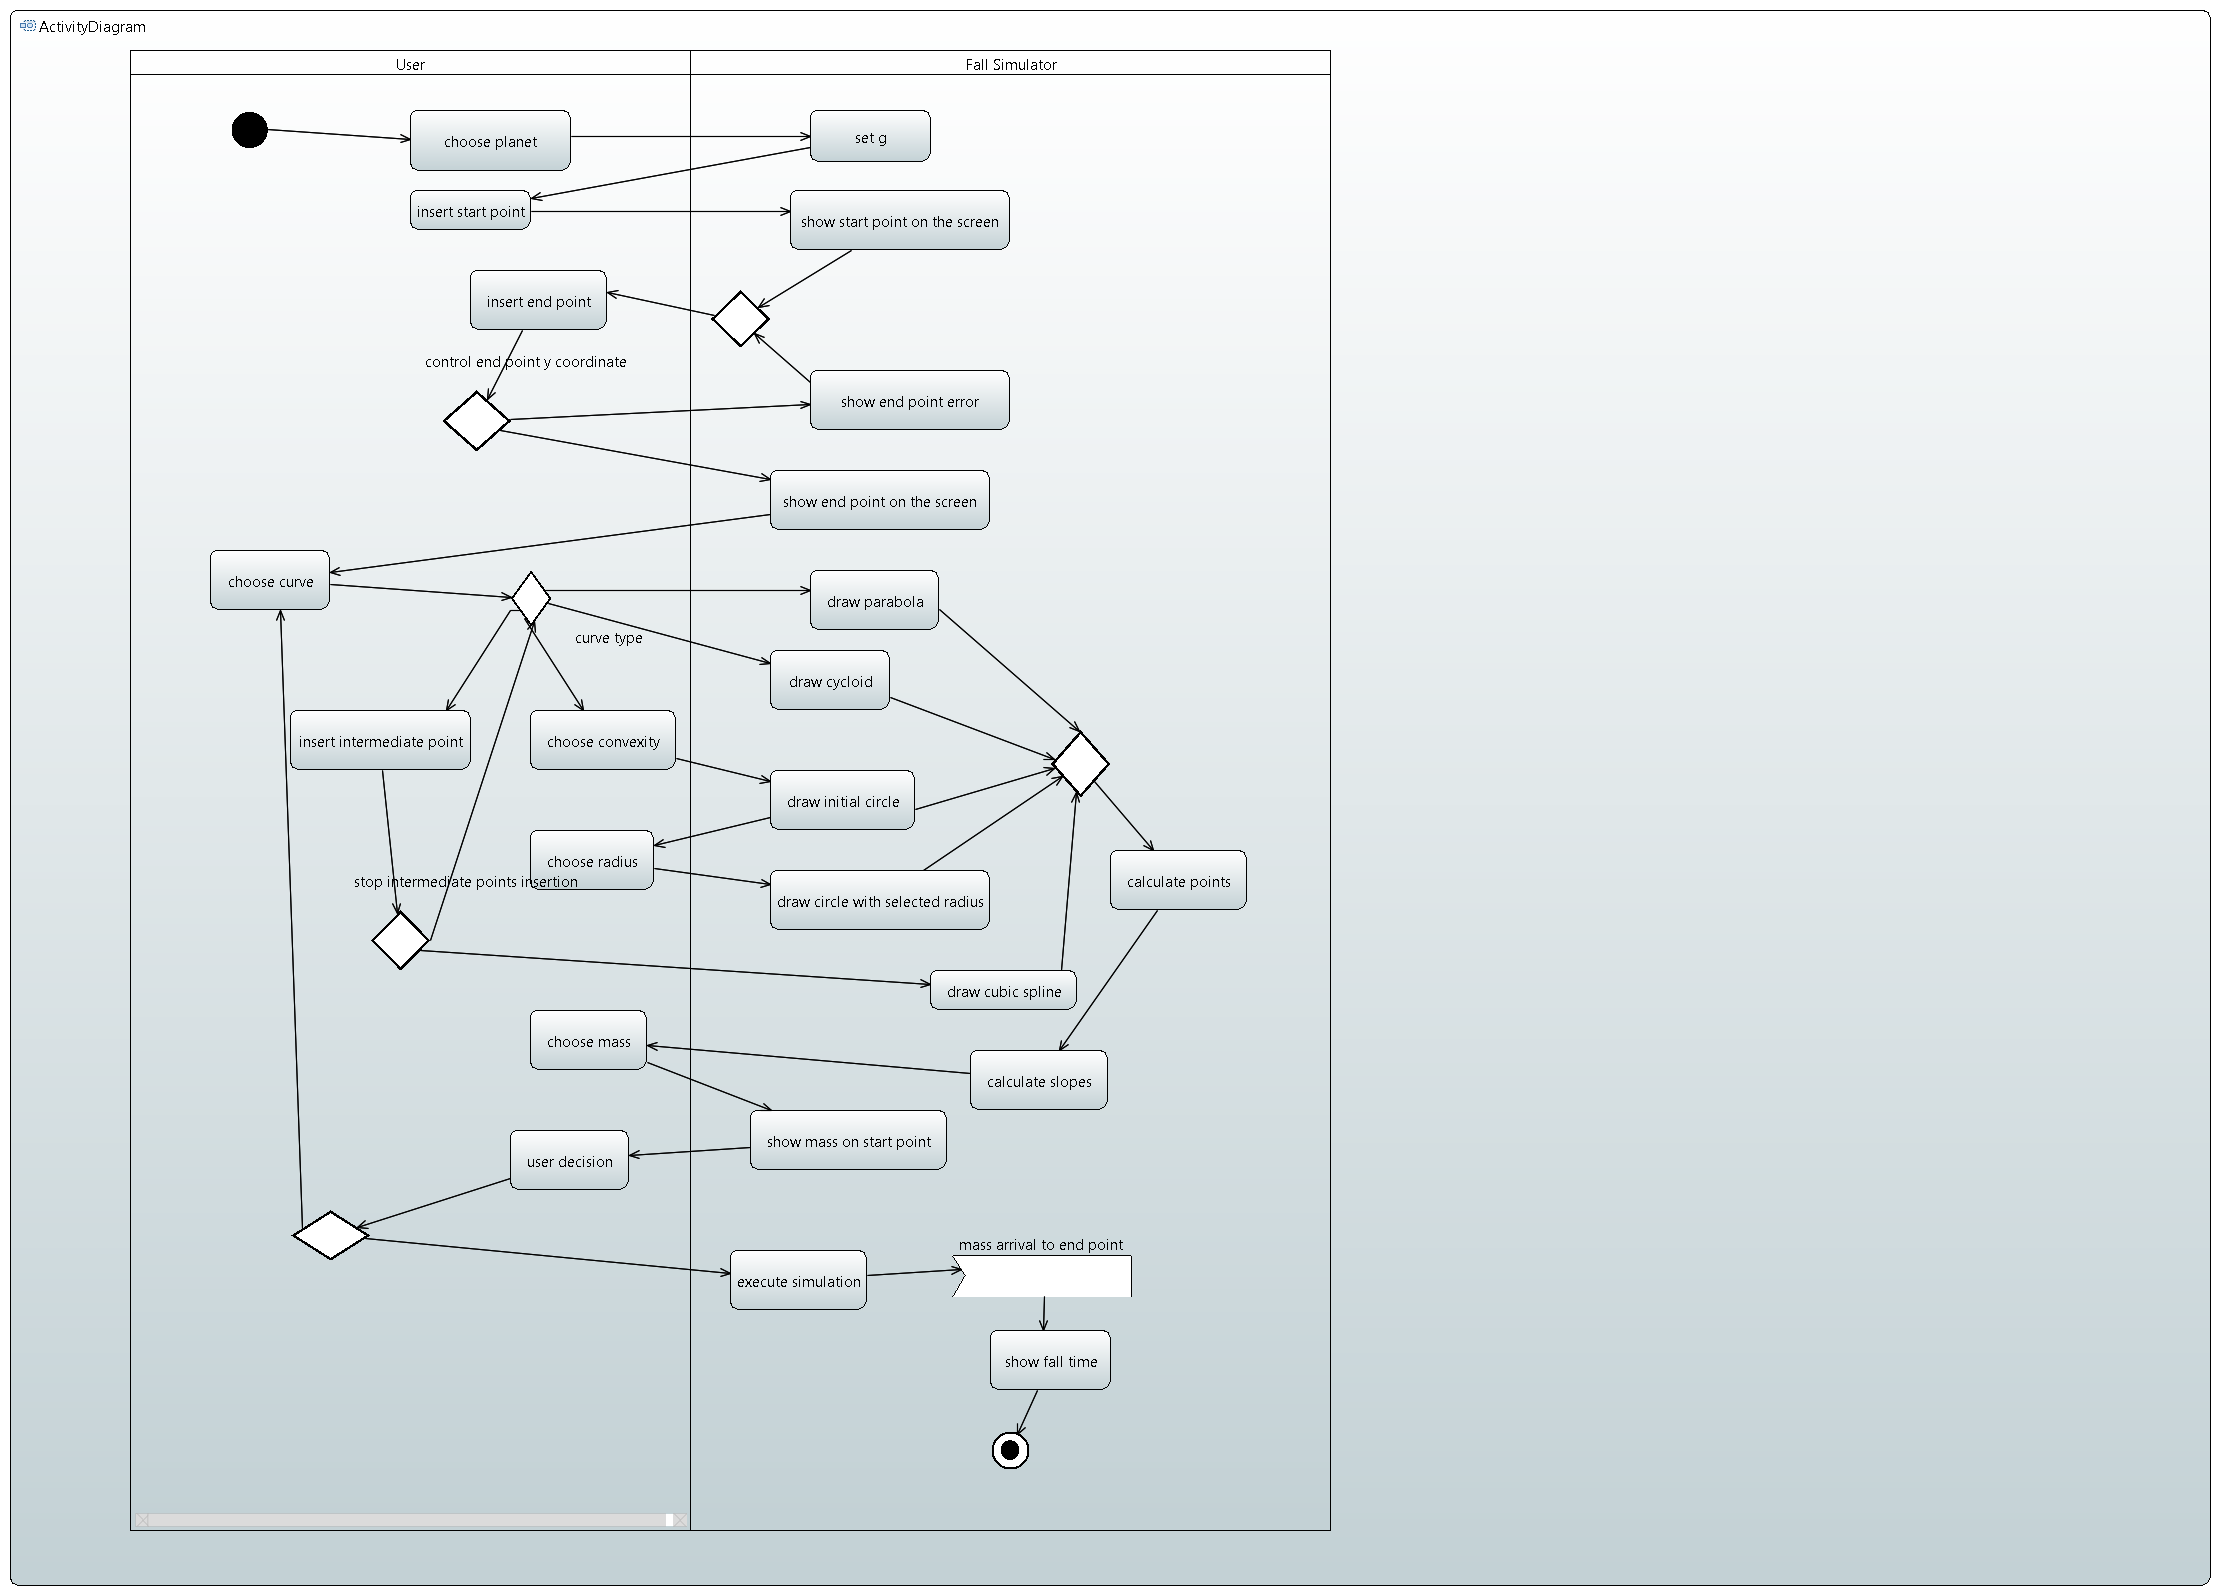 ActivityDiagram
User
Fall Simulator
choose planet
set g
insert start point
show start point on the screen
insert end point
control end point y coordinate
show end point error
show end point on the screen
choose curve
draw parabola
curve type
draw cycloid
insert intermediate point
choose convexity
draw initial circle
choose radius
stop intermediate points insertion
calculate points
draw circle with selected radius
draw cubic spline
choose mass
calculate slopes
show mass on start point
user decision
mass arrival to end point
execute simulation
show fall time